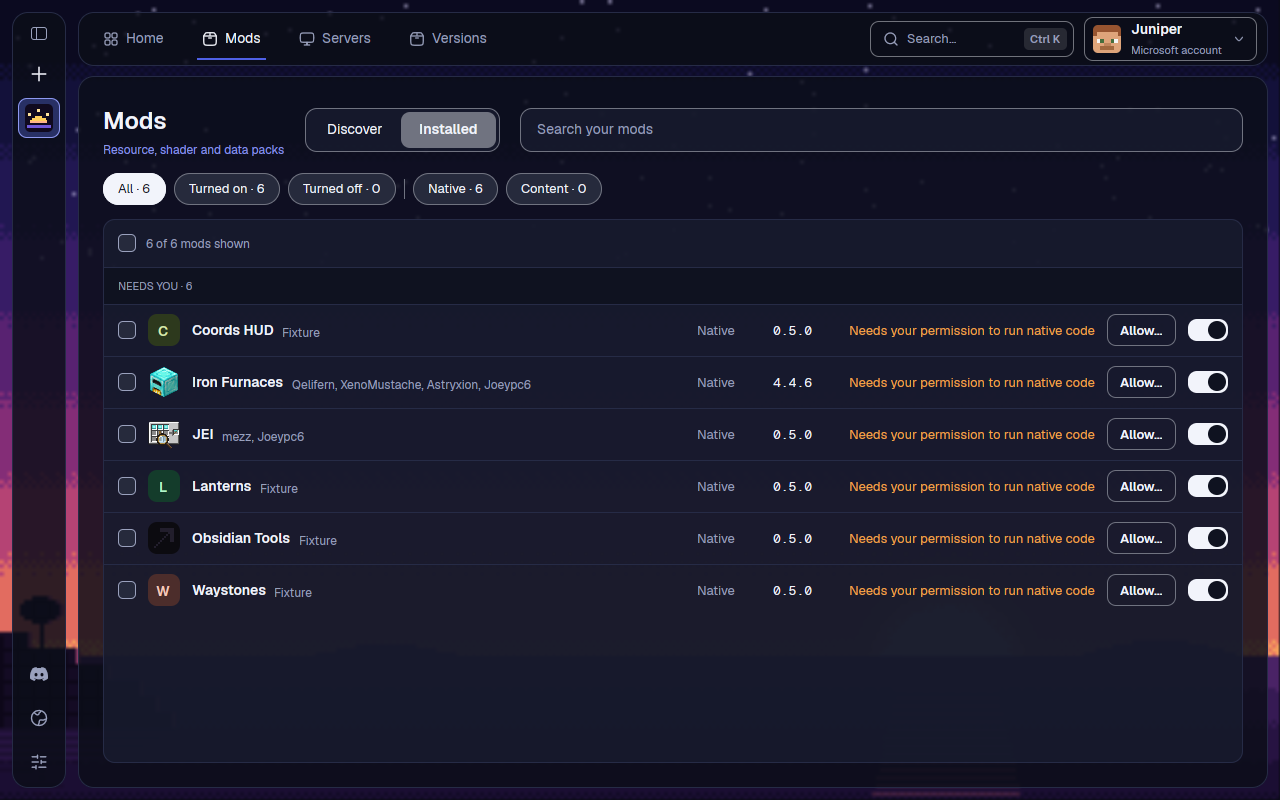 Home
Mods
Servers
Versions
Search...
Ctrl K
Juniper
Microsoft account
Mods
Resource, shader and data packs
Discover
Installed
Search your mods
All · 6
Turned on · 6
Turned off · 0
Native · 6
Content · 0
6 of 6 mods shown
NEEDS YOU · 6
C
Coords HUD Fixture
Native
0.5.0
Needs your permission to run native code
Allow...
Iron Furnaces Qelifern, XenoMustache, Astryxion, Joeypc6
Native
4.4.6
Needs your permission to run native code
Allow...
JEI mezz, Joeypc6
Native
0.5.0
Needs your permission to run native code
Allow...
L
Lanterns Fixture
Native
0.5.0
Needs your permission to run native code
Allow...
Obsidian Tools Fixture
Native
0.5.0
Needs your permission to run native code
Allow...
W
Waystones Fixture
Native
0.5.0
Needs your permission to run native code
Allow...